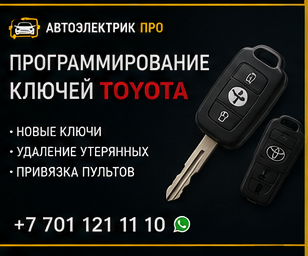 АВТОЭЛЕКТРИК ПРО
ПРОГРАММИРОВАНИЕ
КЛЮЧЕЙ TOYOTA
• НОВЫЕ КЛЮЧИ
• УДАЛЕНИЕ УТЕРЯННЫХ
• ПРИВЯЗКА ПУЛЬТОВ
+7 701 121 11 10